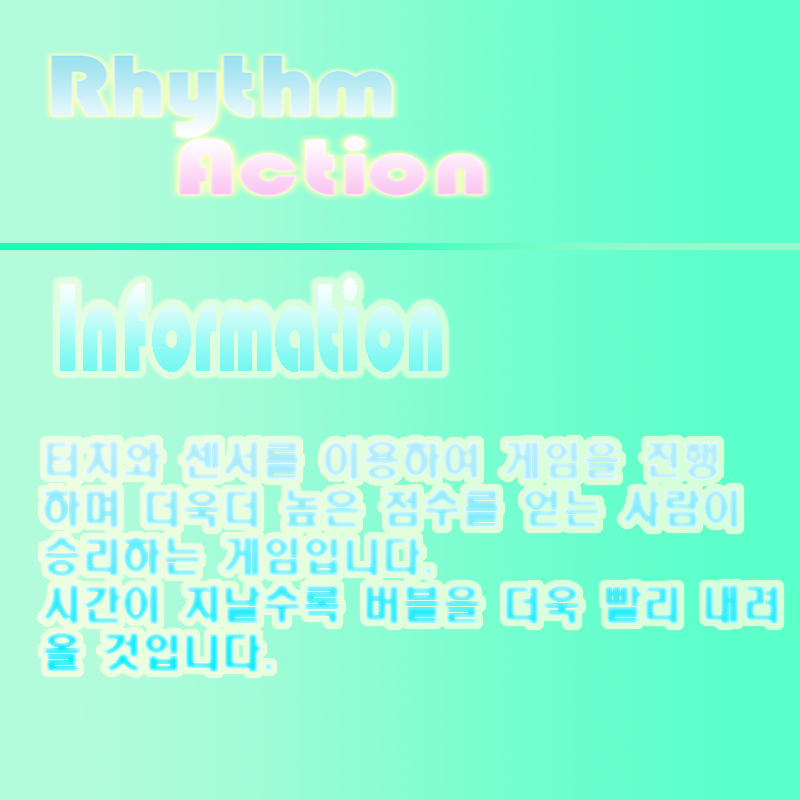 Rhythm
Action
Information
터치와 센서를 이용하여 게임을 진행
하며 더욱더 높은 점수를 얻는 사람이
승리하는 게임입니다.
시간이 지날수록 버블을 더욱 빨리 내려
올 것입니다.